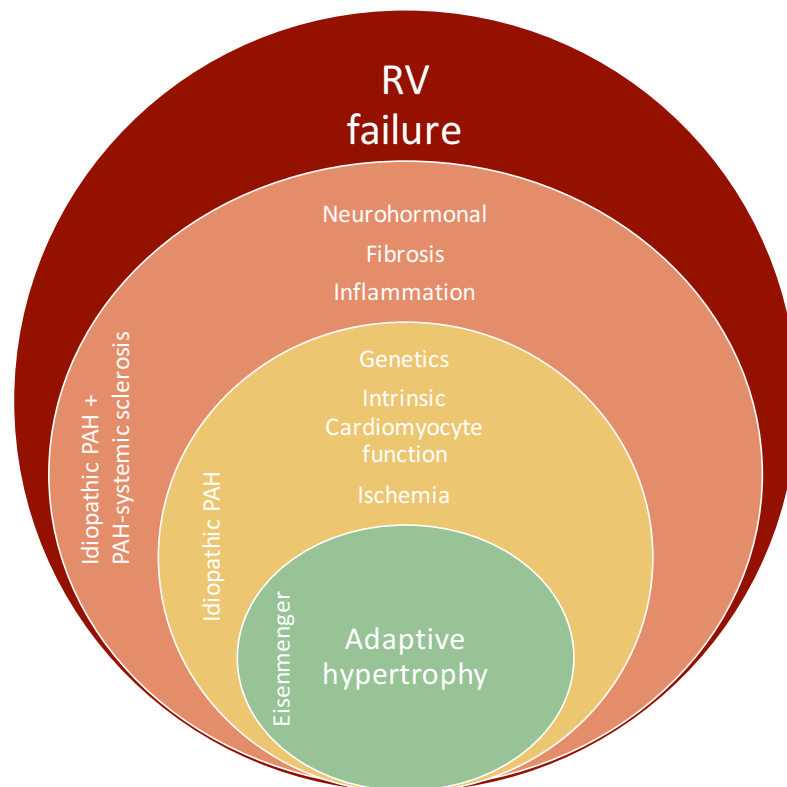 RV
failure
Neurohormonal
Fibrosis
Inflammation
Idiopathic PAH +
PAH-systemic sclerosis
Genetics
Intrinsic
Cardiomyocyte
function
Ischemia
Idiopathic PAH
Adaptive
hypertrophy
Eisenmenger